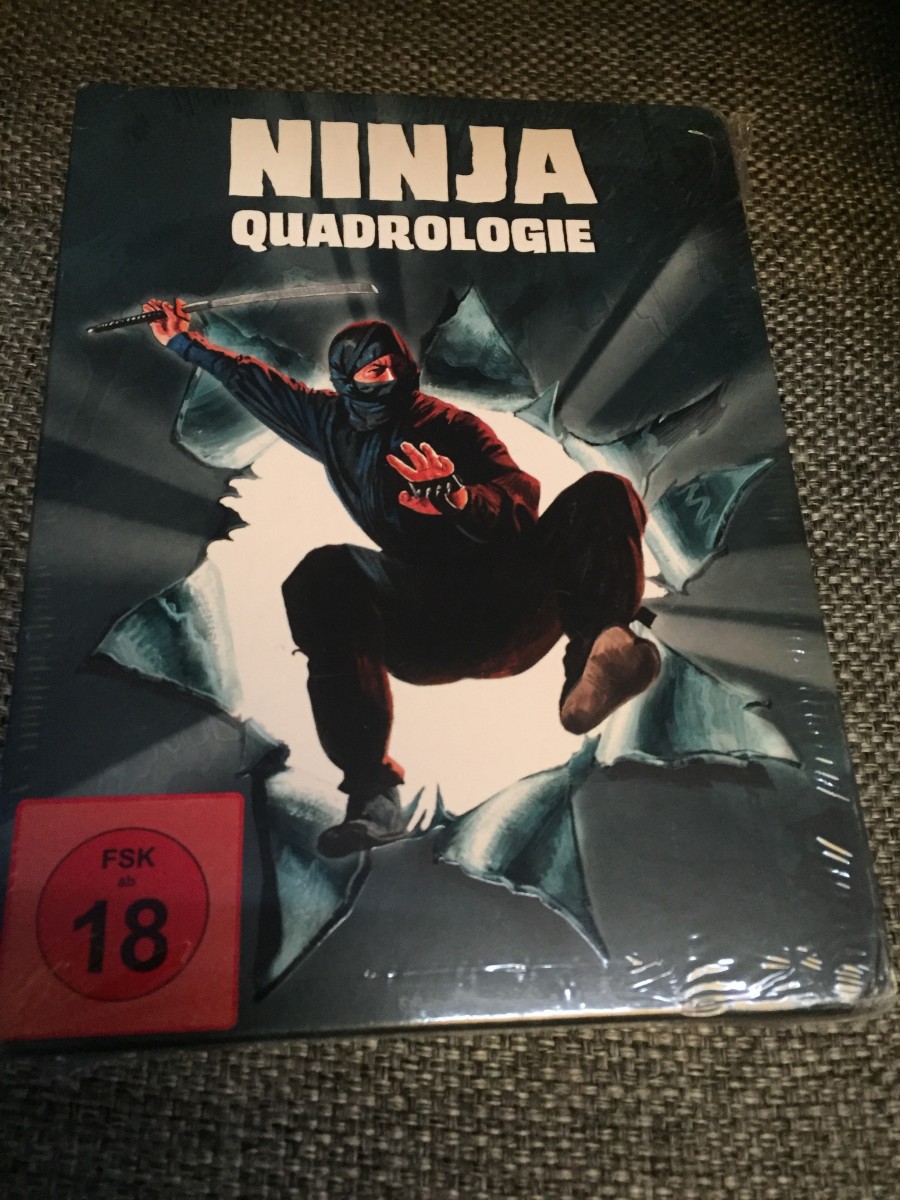 NINJA
QUADROLOGIE
FSK
ab
18